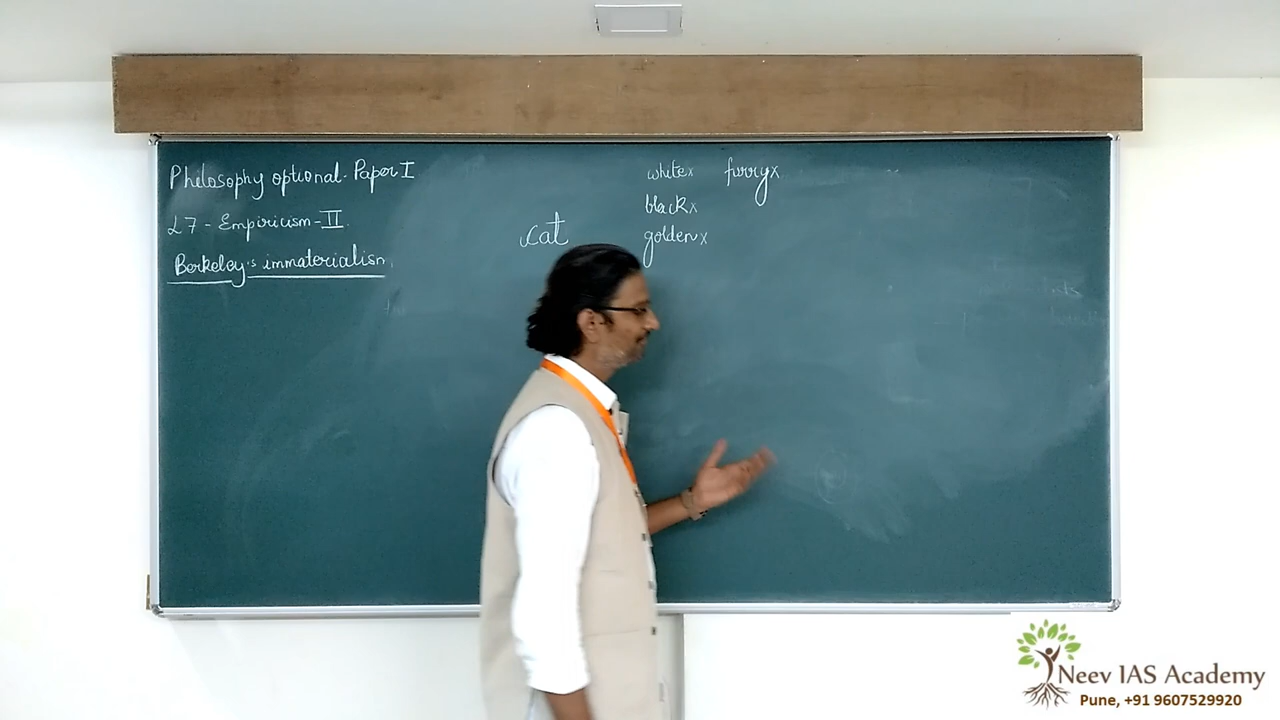 Philosophy optional - Paper I
L7 - Empiricism - II
Berkeley's immaterialism
cat
white x furry x
black x
golden x
Neev IAS Academy
Pune, +91 9607529920